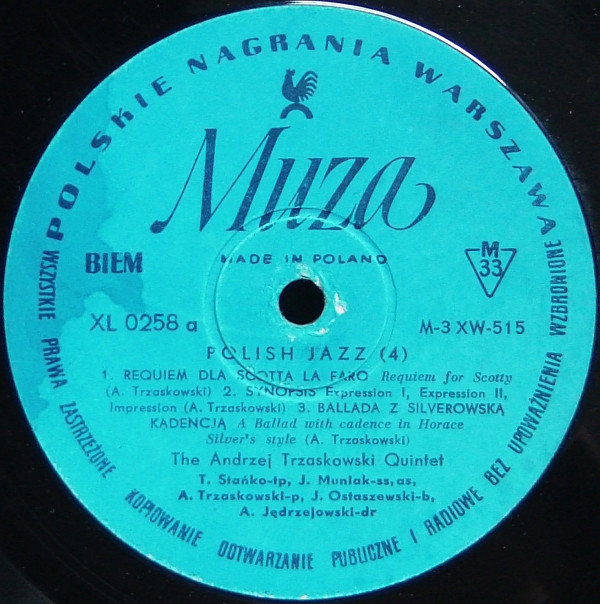 POLSKIE NAGRANIA WARSZAWA
Muza
BIEM
MADE IN POLAND
M
33
XL 0258 a
M-3 XW-515
POLISH JAZZ (4)
1. REQUIEM DLA SCOTTA LA FARO Requiem for Scotty
(A. Trzaskowski) 2. SYNOPSIS Expression I, Expression II,
Impression (A. Trzaskowski) 3. BALLADA Z SILVEROWSKĄ
KADENCJĄ A Ballad with cadence in Horace
Silver's style (A. Trzaskowski)
The Andrzej Trzaskowski Quintet
T. Stańko-tp, J. Muniak-ss, as,
A. Trzaskowski-p, J. Ostaszewski-b,
A. Jędrzejowski-dr
WSZYSTKIE PRAWA ZASTRZEŻONE KOPIOWANIE ODTWARZANIE PUBLICZNE I RADIOWE BEZ UPOWAŻNIENIA WZBRONIONE